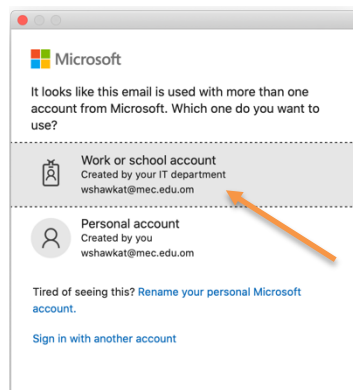 Microsoft
It looks like this email is used with more than one
account from Microsoft. Which one do you want to
use?
Work or school account
Created by your IT department
wshawkat@mec.edu.om
Personal account
Created by you
wshawkat@mec.edu.om
Tired of seeing this? Rename your personal Microsoft
account.
Sign in with another account